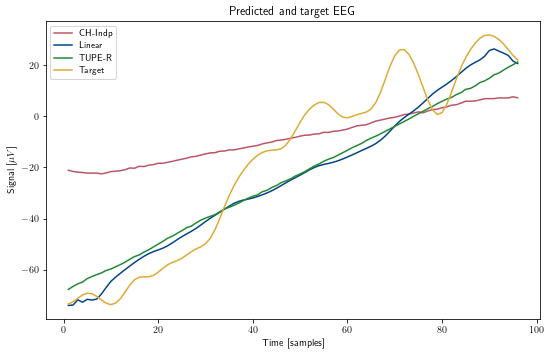 Predicted and target EEG
CH-Indp
Linear
TUPE-R
Target
Signal [μV]
20
0
−20
−40
−60
0 20 40 60 80 100
Time [samples]